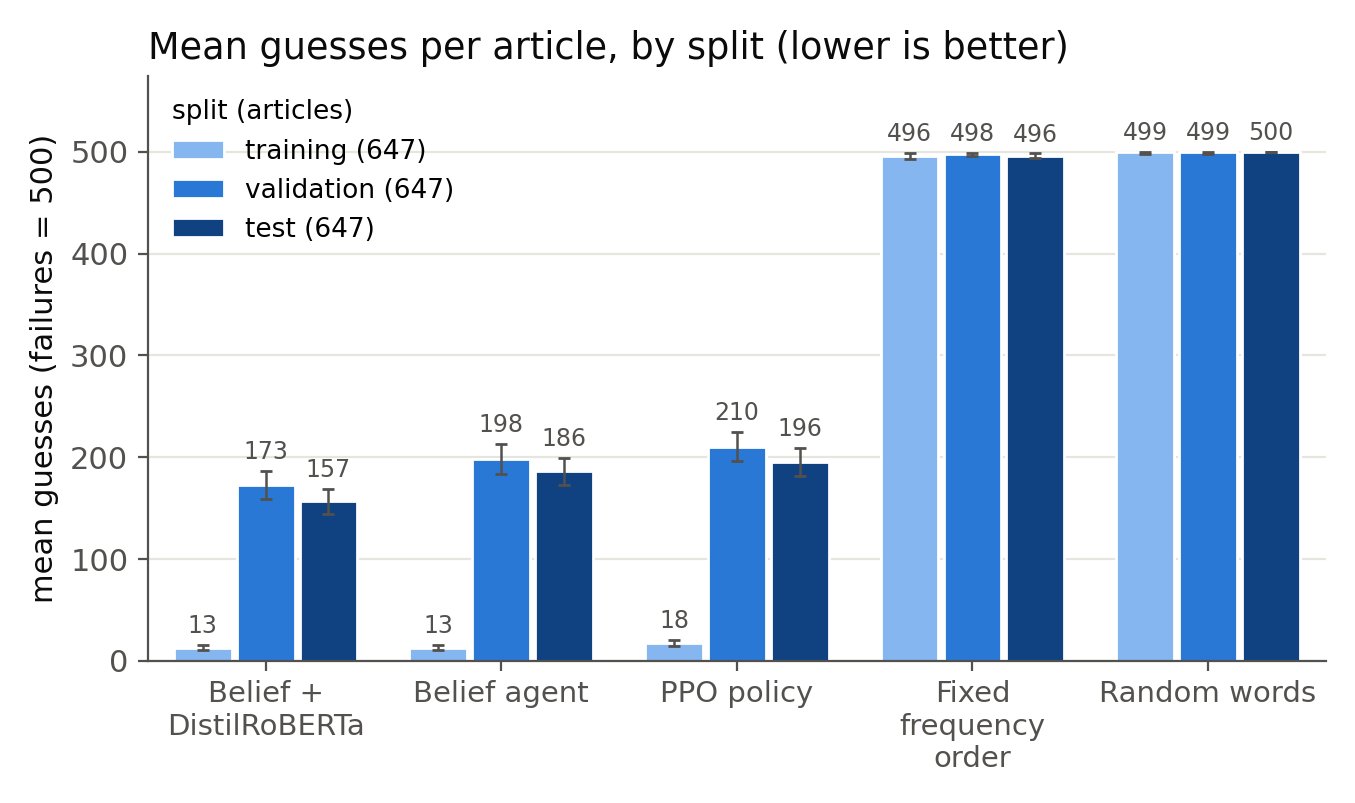 Mean guesses per article, by split (lower is better)
mean guesses (failures = 500)
split (articles)
training (647)
validation (647)
test (647)
500
400
300
200
100
0
13
173
157
13
198
186
18
210
196
496
498
496
499
499
500
Belief +
DistilRoBERTa
Belief agent
PPO policy
Fixed
frequency
order
Random words